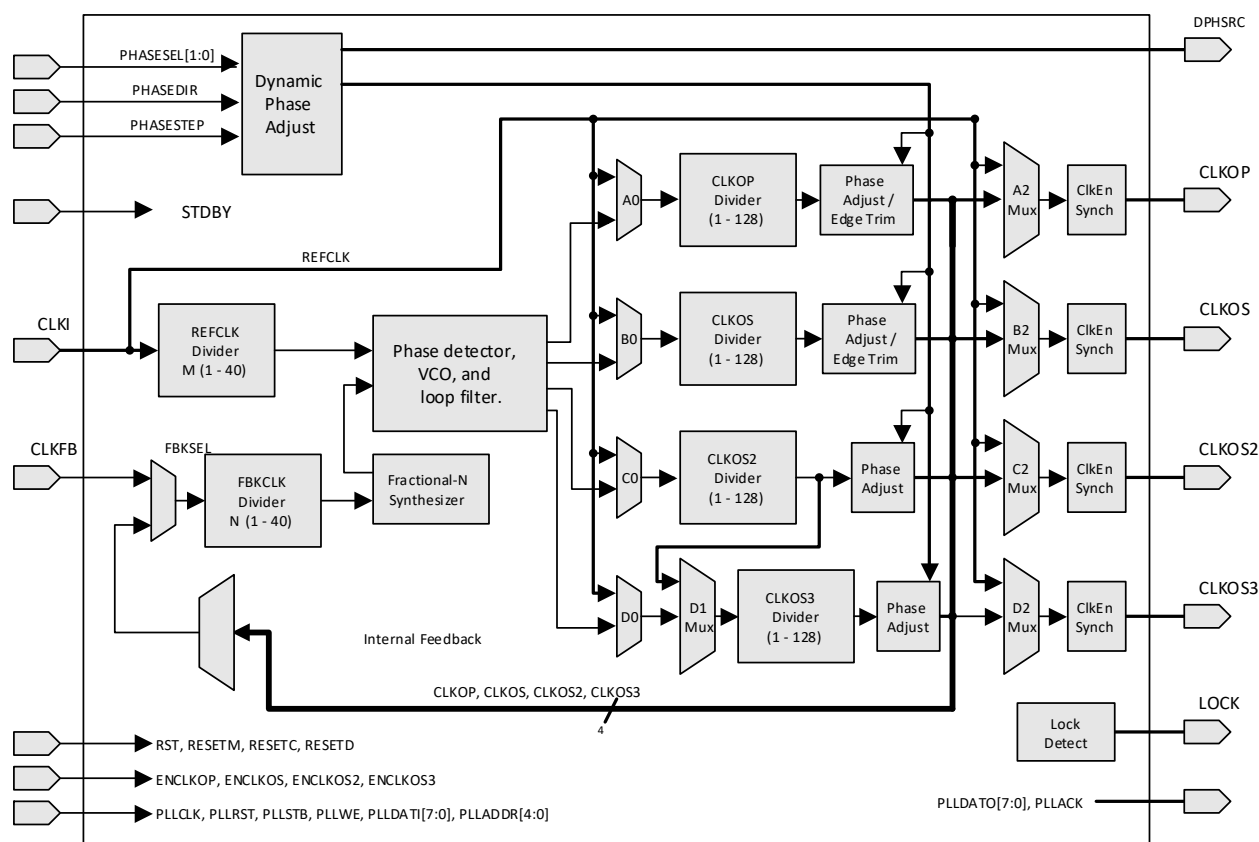 DPHSRC
PHASESEL[1:0]
PHASEDIR
PHASESTEP
Dynamic
Phase
Adjust
STDBY
REFCLK
CLKI
REFCLK
Divider
M (1 - 40)
Phase detector,
VCO, and
loop filter.
CLKFB
FBKSEL
FBKCLK
Divider
N (1 - 40)
Fractional-N
Synthesizer
A0
CLKOP
Divider
(1 - 128)
Phase
Adjust /
Edge Trim
A2
Mux
ClkEn
Synch
CLKOP
B0
CLKOS
Divider
(1 - 128)
Phase
Adjust /
Edge Trim
B2
Mux
ClkEn
Synch
CLKOS
C0
CLKOS2
Divider
(1 - 128)
Phase
Adjust
C2
Mux
ClkEn
Synch
CLKOS2
D0
D1
Mux
CLKOS3
Divider
(1 - 128)
Phase
Adjust
D2
Mux
ClkEn
Synch
CLKOS3
Internal Feedback
CLKOP, CLKOS, CLKOS2, CLKOS3
4
Lock
Detect
LOCK
RST, RESETM, RESETC, RESETD
ENCLKOP, ENCLKOS, ENCLKOS2, ENCLKOS3
PLLCLK, PLLRST, PLLSTB, PLLWE, PLLDATI[7:0], PLLADDR[4:0]
PLLDATO[7:0], PLLACK